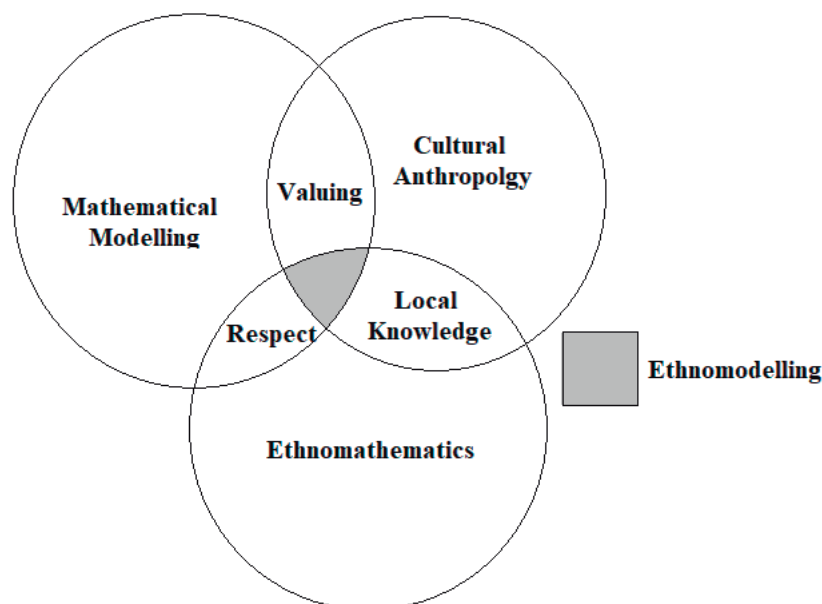 Cultural
Anthropolgy
Valuing
Mathematical
Modelling
Local
Knowledge
Respect
Ethnomodelling
Ethnomathematics